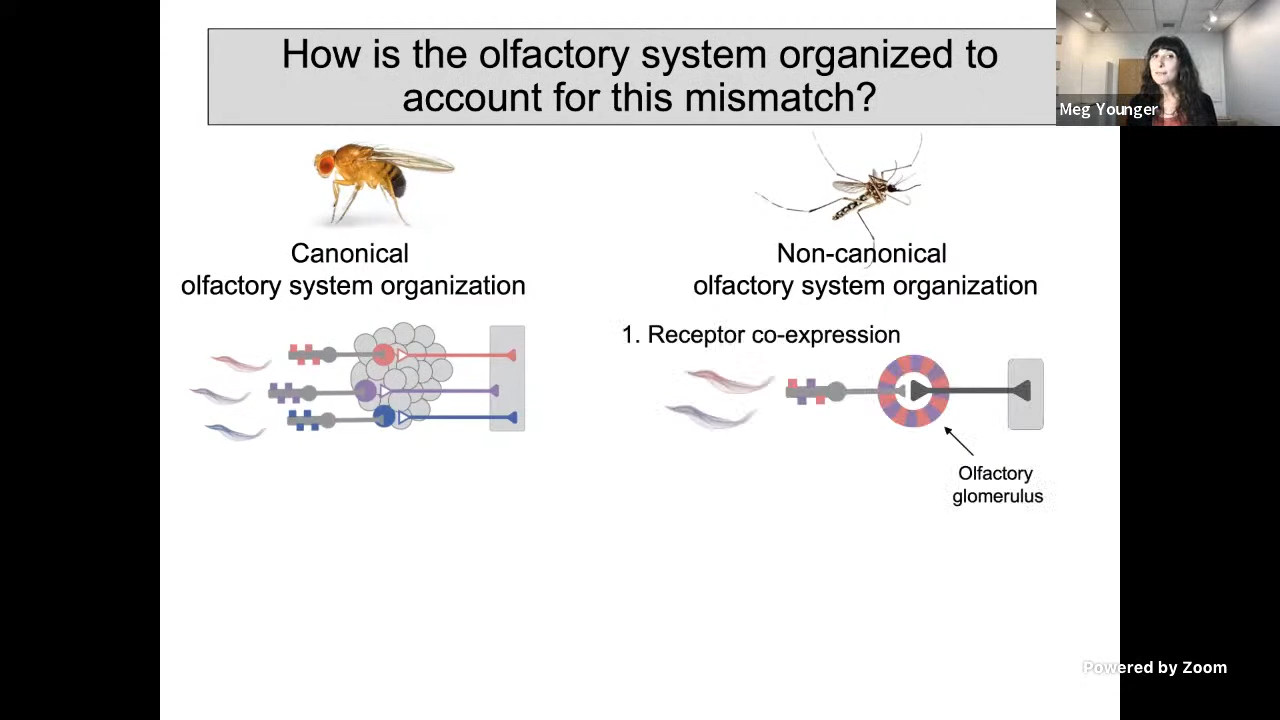 How is the olfactory system organized to
account for this mismatch?
Meg Younger
Canonical
olfactory system organization
Non-canonical
olfactory system organization
1. Receptor co-expression
Olfactory
glomerulus
Powered by Zoom